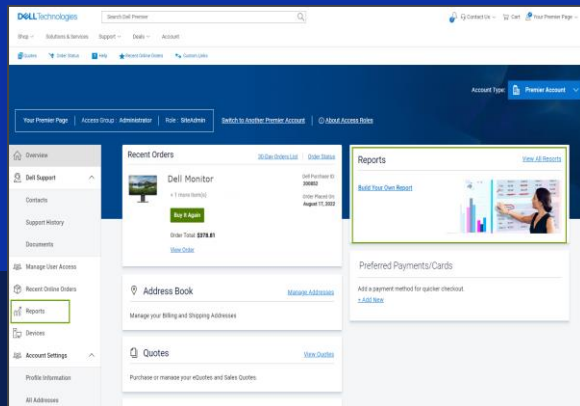 DELLTechnologies
Search Dell Premier
Contact Us
Cart
Your Premier Page
Shop
Solutions & Services
Support
Deals
Account
Quotes
Order Status
Help
Recent Online Orders
Custom Links
Account Type:
Premier Account
Your Premier Page
Access Group : Administrator
Role : SiteAdmin
Switch to Another Premier Account
About Access Roles
Overview
Dell Support
Contacts
Support History
Documents
Manage User Access
Recent Online Orders
Reports
Devices
Account Settings
Profile Information
All Addresses
Recent Orders
30-Day Orders List
Order Status
Dell Monitor
+ 1 more item(s)
Buy It Again
Order Total: $378.81
View Order
Dell Purchase ID
Order Placed On
August 17, 2022
Address Book
Manage Addresses
Manage your Billing and Shipping Addresses
Quotes
View Quotes
Purchase or manage your eQuotes and Sales Quotes.
Reports
View All Reports
Build Your Own Report
Preferred Payments/Cards
Add a payment method for quicker checkout.
+ Add New